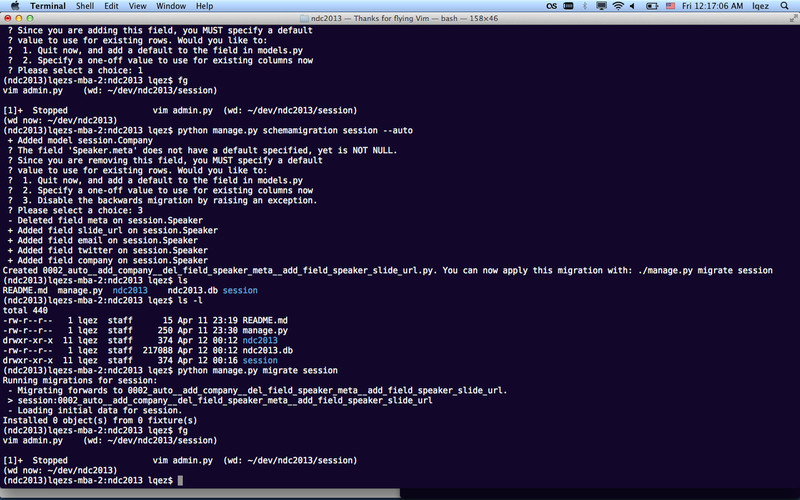 Terminal Shell Edit View Window Help Fri 12:17:06 AM lqez
ndc2013 — Thanks for flying Vim — bash — 158×46
? Since you are adding this field, you MUST specify a default
? value to use for existing rows. Would you like to:
?  1. Quit now, and add a default to the field in models.py
?  2. Specify a one-off value to use for existing columns now
? Please select a choice: 1
(ndc2013)lqezs-mba-2:ndc2013 lqez$ fg
vim admin.py    (wd: ~/dev/ndc2013/session)
[1]+  Stopped                 vim admin.py  (wd: ~/dev/ndc2013/session)
(wd now: ~/dev/ndc2013)
(ndc2013)lqezs-mba-2:ndc2013 lqez$ python manage.py schemamigration session --auto
+ Added model session.Company
? The field 'Speaker.meta' does not have a default specified, yet is NOT NULL.
? Since you are removing this field, you MUST specify a default
? value to use for existing rows. Would you like to:
?  1. Quit now, and add a default to the field in models.py
?  2. Specify a one-off value to use for existing columns now
?  3. Disable the backwards migration by raising an exception.
? Please select a choice: 3
- Deleted field meta on session.Speaker
+ Added field slide_url on session.Speaker
+ Added field email on session.Speaker
+ Added field twitter on session.Speaker
+ Added field company on session.Speaker
Created 0002_auto__add_company__del_field_speaker_meta__add_field_speaker_slide_url.py. You can now apply this migration with: ./manage.py migrate session
(ndc2013)lqezs-mba-2:ndc2013 lqez$ ls
README.md  manage.py  ndc2013    ndc2013.db session
(ndc2013)lqezs-mba-2:ndc2013 lqez$ ls -l
total 440
-rw-r--r--   1 lqez  staff      15 Apr 11 23:19 README.md
-rw-r--r--   1 lqez  staff     250 Apr 11 23:30 manage.py
drwxr-xr-x  11 lqez  staff     374 Apr 12 00:12 ndc2013
-rw-r--r--   1 lqez  staff  217088 Apr 12 00:12 ndc2013.db
drwxr-xr-x  11 lqez  staff     374 Apr 12 00:16 session
(ndc2013)lqezs-mba-2:ndc2013 lqez$ python manage.py migrate session
Running migrations for session:
- Migrating forwards to 0002_auto__add_company__del_field_speaker_meta__add_field_speaker_slide_url.
> session:0002_auto__add_company__del_field_speaker_meta__add_field_speaker_slide_url
- Loading initial data for session.
Installed 0 object(s) from 0 fixture(s)
(ndc2013)lqezs-mba-2:ndc2013 lqez$ fg
vim admin.py    (wd: ~/dev/ndc2013/session)
[1]+  Stopped                 vim admin.py  (wd: ~/dev/ndc2013/session)
(wd now: ~/dev/ndc2013)
(ndc2013)lqezs-mba-2:ndc2013 lqez$